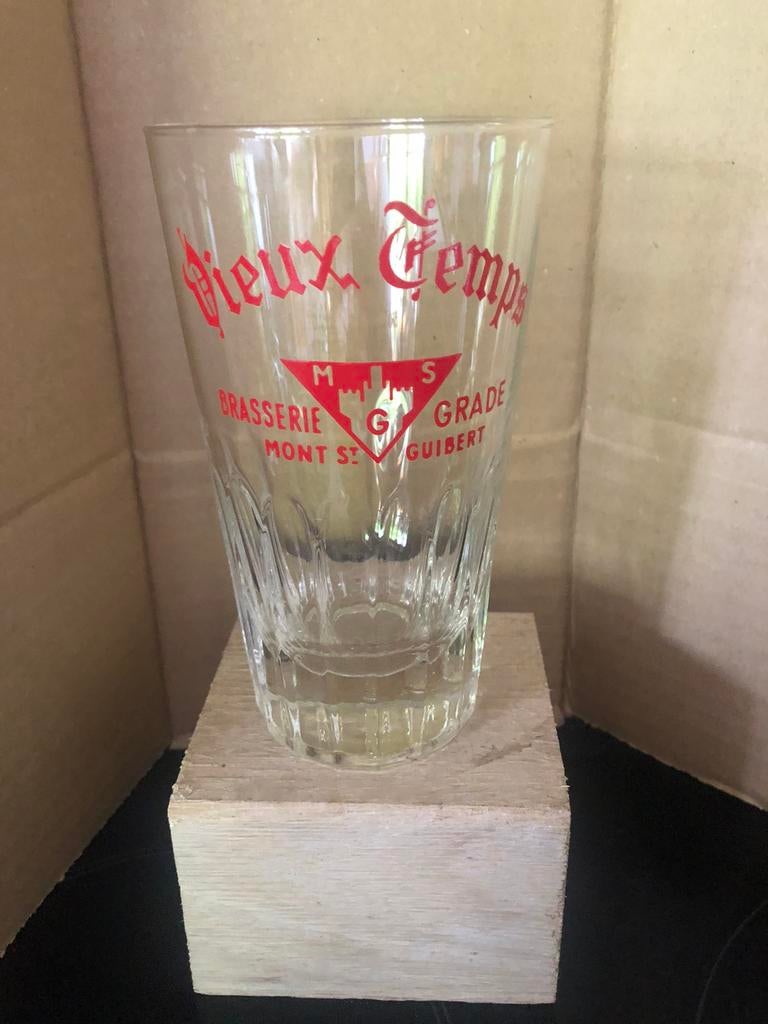 Vieux Temps
M S
BRASSERIE G GRADE
MONT ST GUIBERT